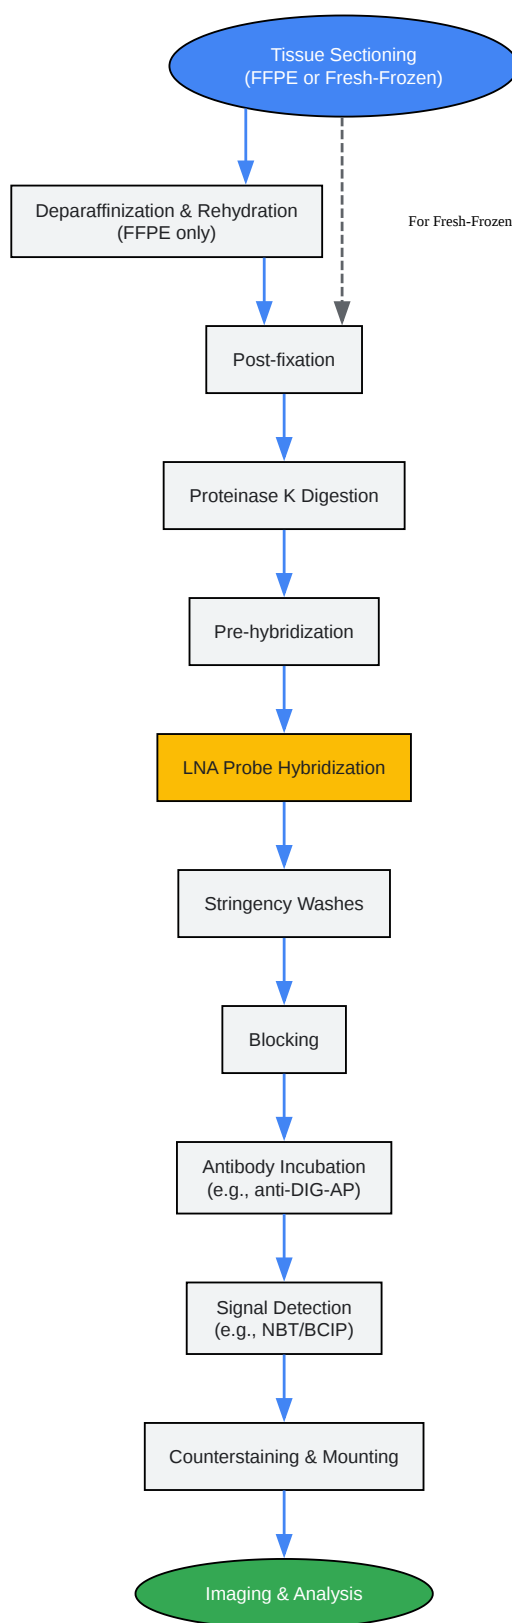 Tissue Sectioning
(FFPE or Fresh-Frozen)
Deparaffinization & Rehydration
(FFPE only)
For Fresh-Frozen
Post-fixation
Proteinase K Digestion
Pre-hybridization
LNA Probe Hybridization
Stringency Washes
Blocking
Antibody Incubation
(e.g., anti-DIG-AP)
Signal Detection
(e.g., NBT/BCIP)
Counterstaining & Mounting
Imaging & Analysis